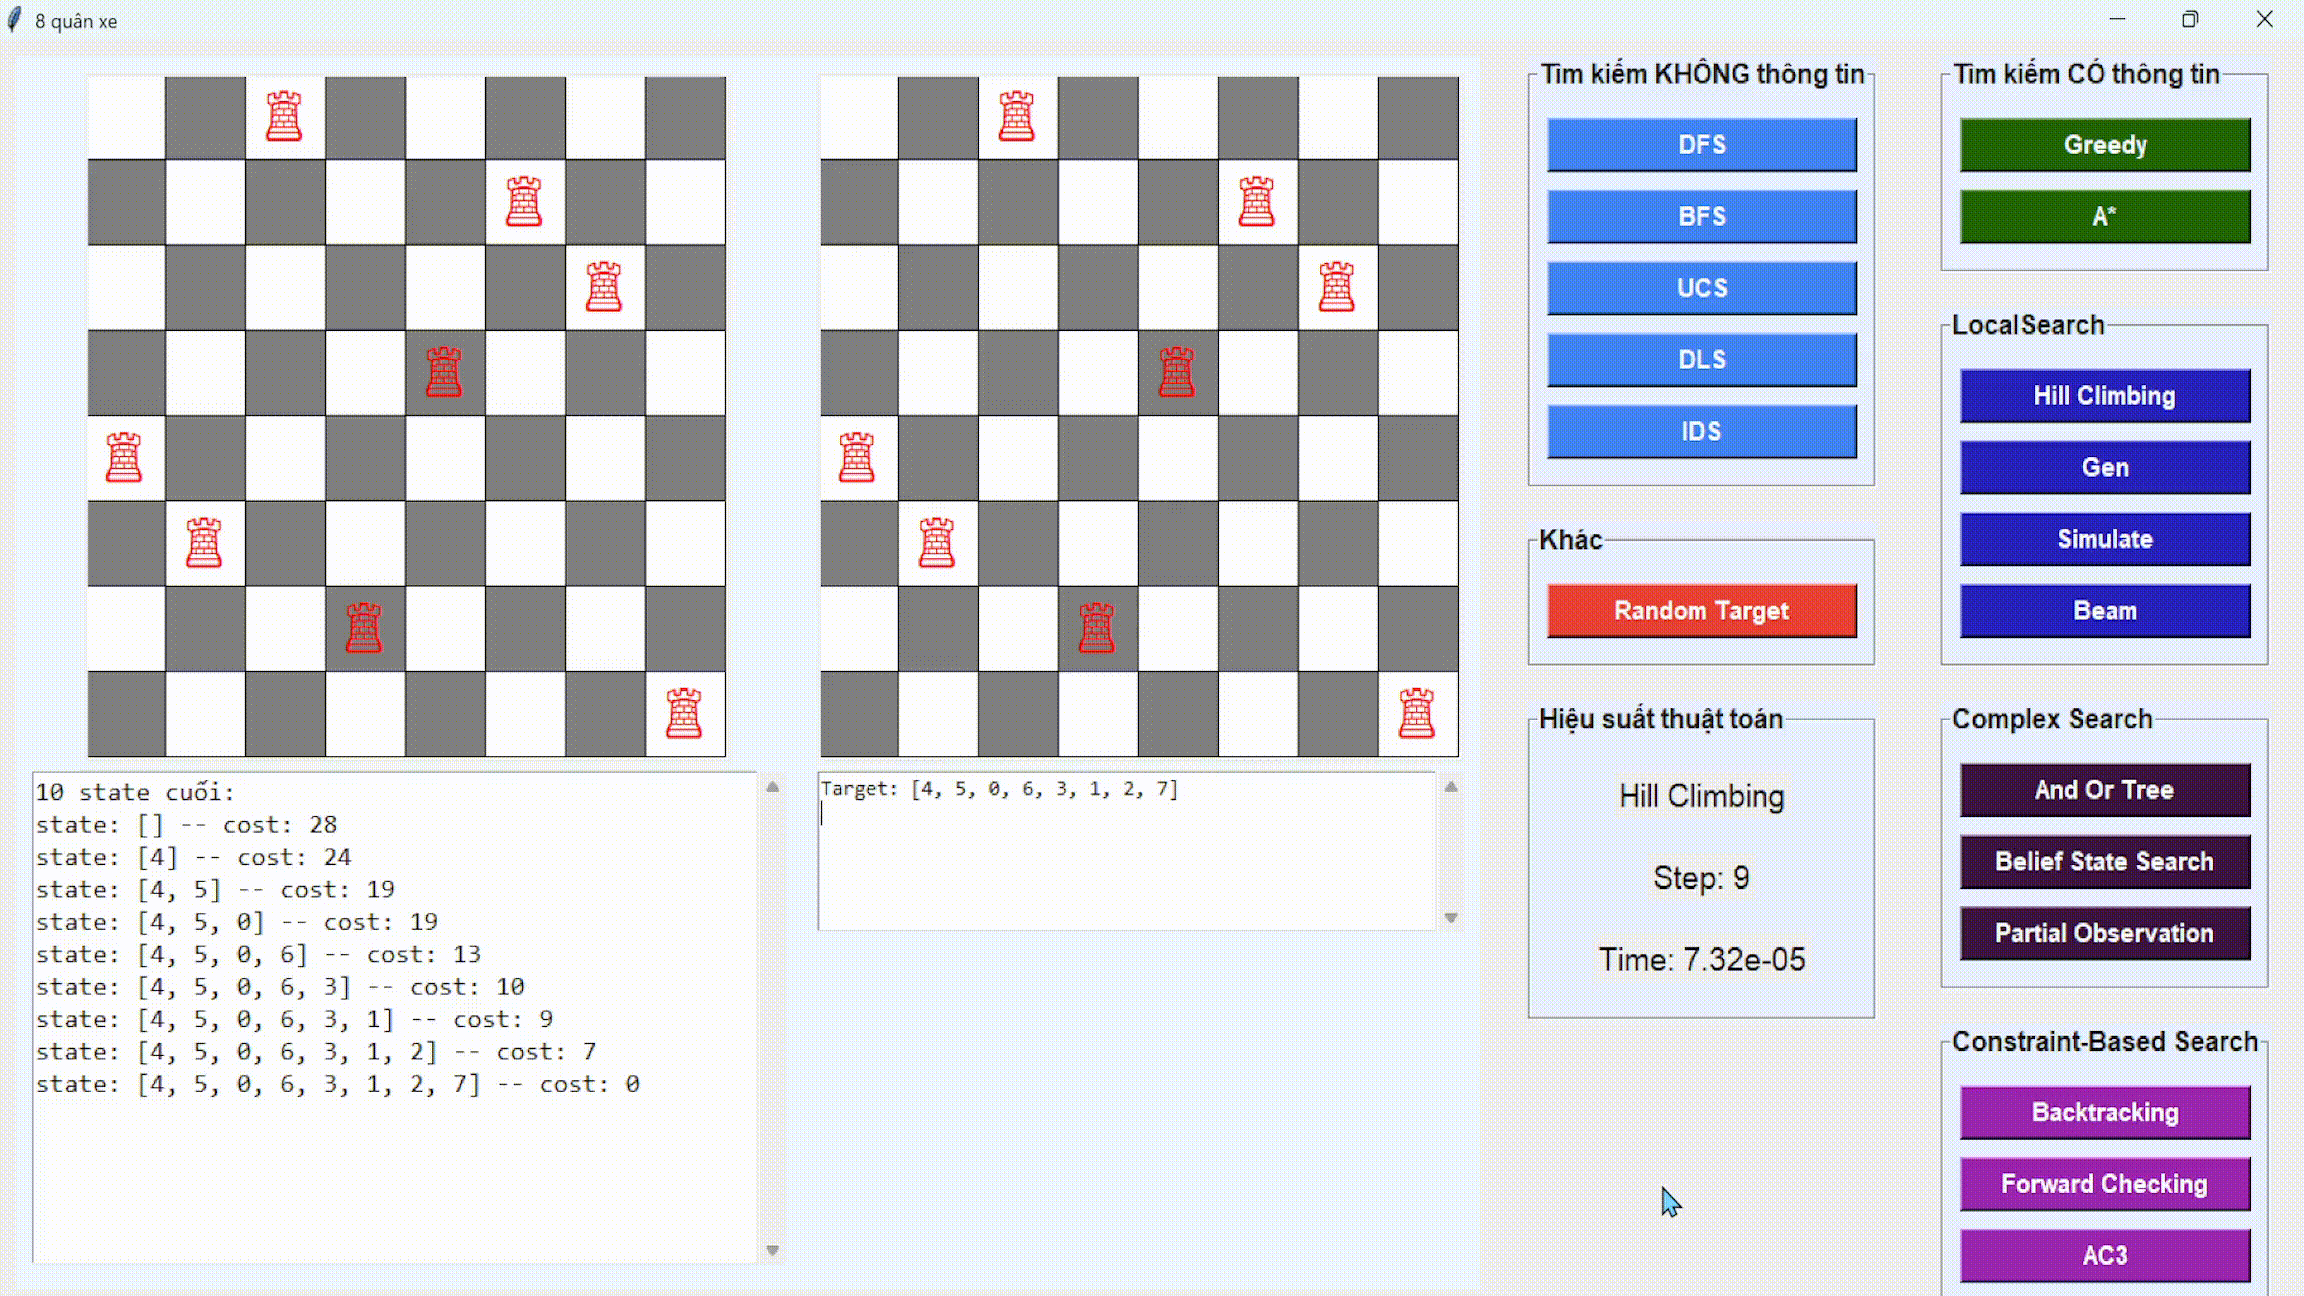 8 quân xe
10 state cuối:
state: [] -- cost: 28
state: [4] -- cost: 24
state: [4, 5] -- cost: 19
state: [4, 5, 0] -- cost: 19
state: [4, 5, 0, 6] -- cost: 13
state: [4, 5, 0, 6, 3] -- cost: 10
state: [4, 5, 0, 6, 3, 1] -- cost: 9
state: [4, 5, 0, 6, 3, 1, 2] -- cost: 7
state: [4, 5, 0, 6, 3, 1, 2, 7] -- cost: 0
Target: [4, 5, 0, 6, 3, 1, 2, 7]
Tìm kiếm KHÔNG thông tin
DFS
BFS
UCS
DLS
IDS
Khác
Random Target
Hiệu suất thuật toán
Hill Climbing
Step: 9
Time: 7.32e-05
Tìm kiếm CÓ thông tin
Greedy
A*
LocalSearch
Hill Climbing
Gen
Simulate
Beam
Complex Search
And Or Tree
Belief State Search
Partial Observation
Constraint-Based Search
Backtracking
Forward Checking
AC3